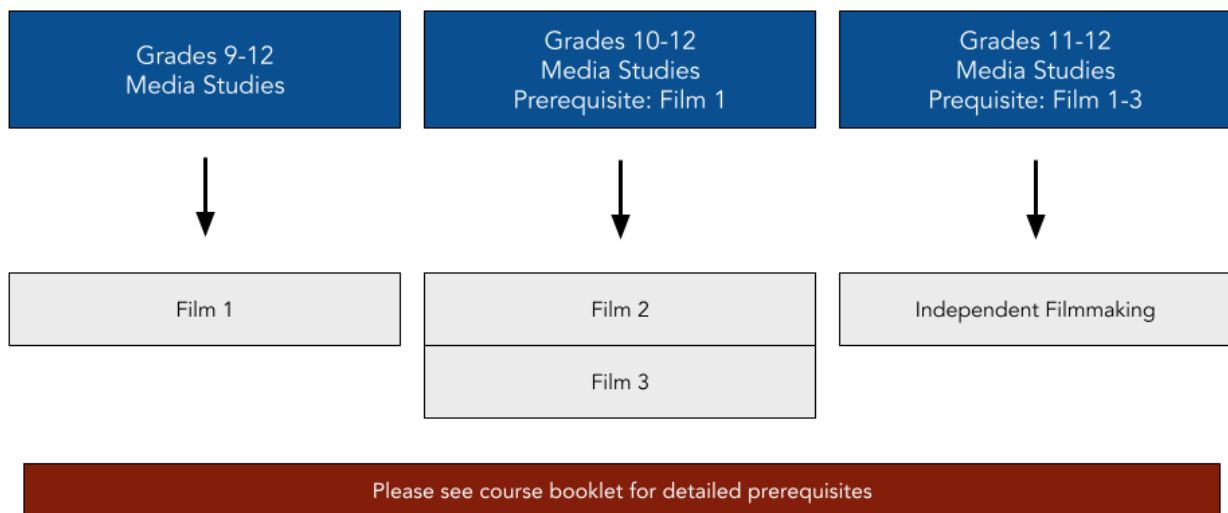 Grades 9-12
Media Studies
Grades 10-12
Media Studies
Prerequisite: Film 1
Grades 11-12
Media Studies
Prequisite: Film 1-3
Film 1
Film 2
Film 3
Independent Filmmaking
Please see course booklet for detailed prerequisites